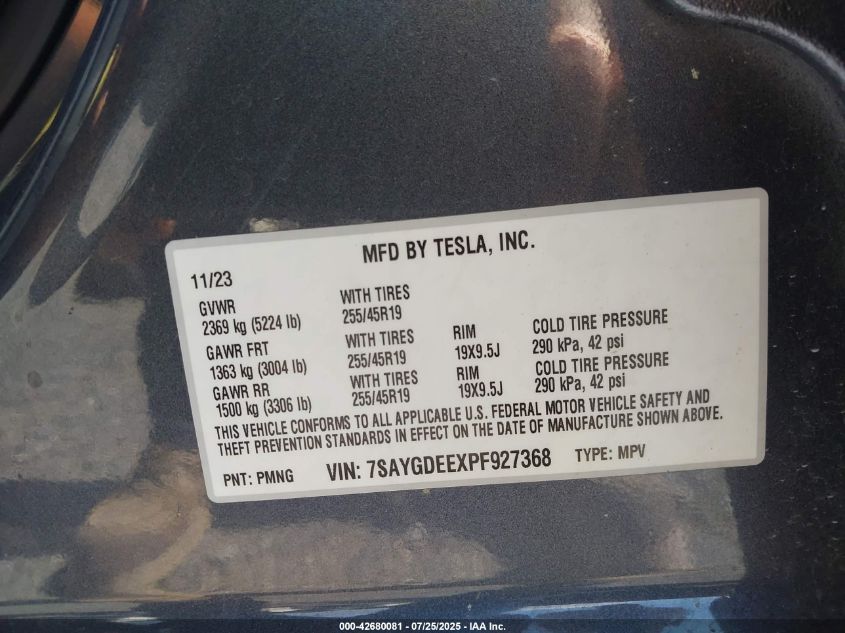 MFD BY TESLA, INC.
11/23
GVWR WITH TIRES
2369 kg (5224 lb) 255/45R19
GAWR FRT WITH TIRES RIM COLD TIRE PRESSURE
1363 kg (3004 lb) 255/45R19 19X9.5J 290 kPa, 42 psi
GAWR RR WITH TIRES RIM COLD TIRE PRESSURE
1500 kg (3306 lb) 255/45R19 19X9.5J 290 kPa, 42 psi
THIS VEHICLE CONFORMS TO ALL APPLICABLE U.S. FEDERAL MOTOR VEHICLE SAFETY AND
THEFT PREVENTION STANDARDS IN EFFECT ON THE DATE OF MANUFACTURE SHOWN ABOVE.
PNT: PMNG VIN: 7SAYGDEEXPF927368 TYPE: MPV
000-42680081 - 07/25/2025 - IAA Inc.